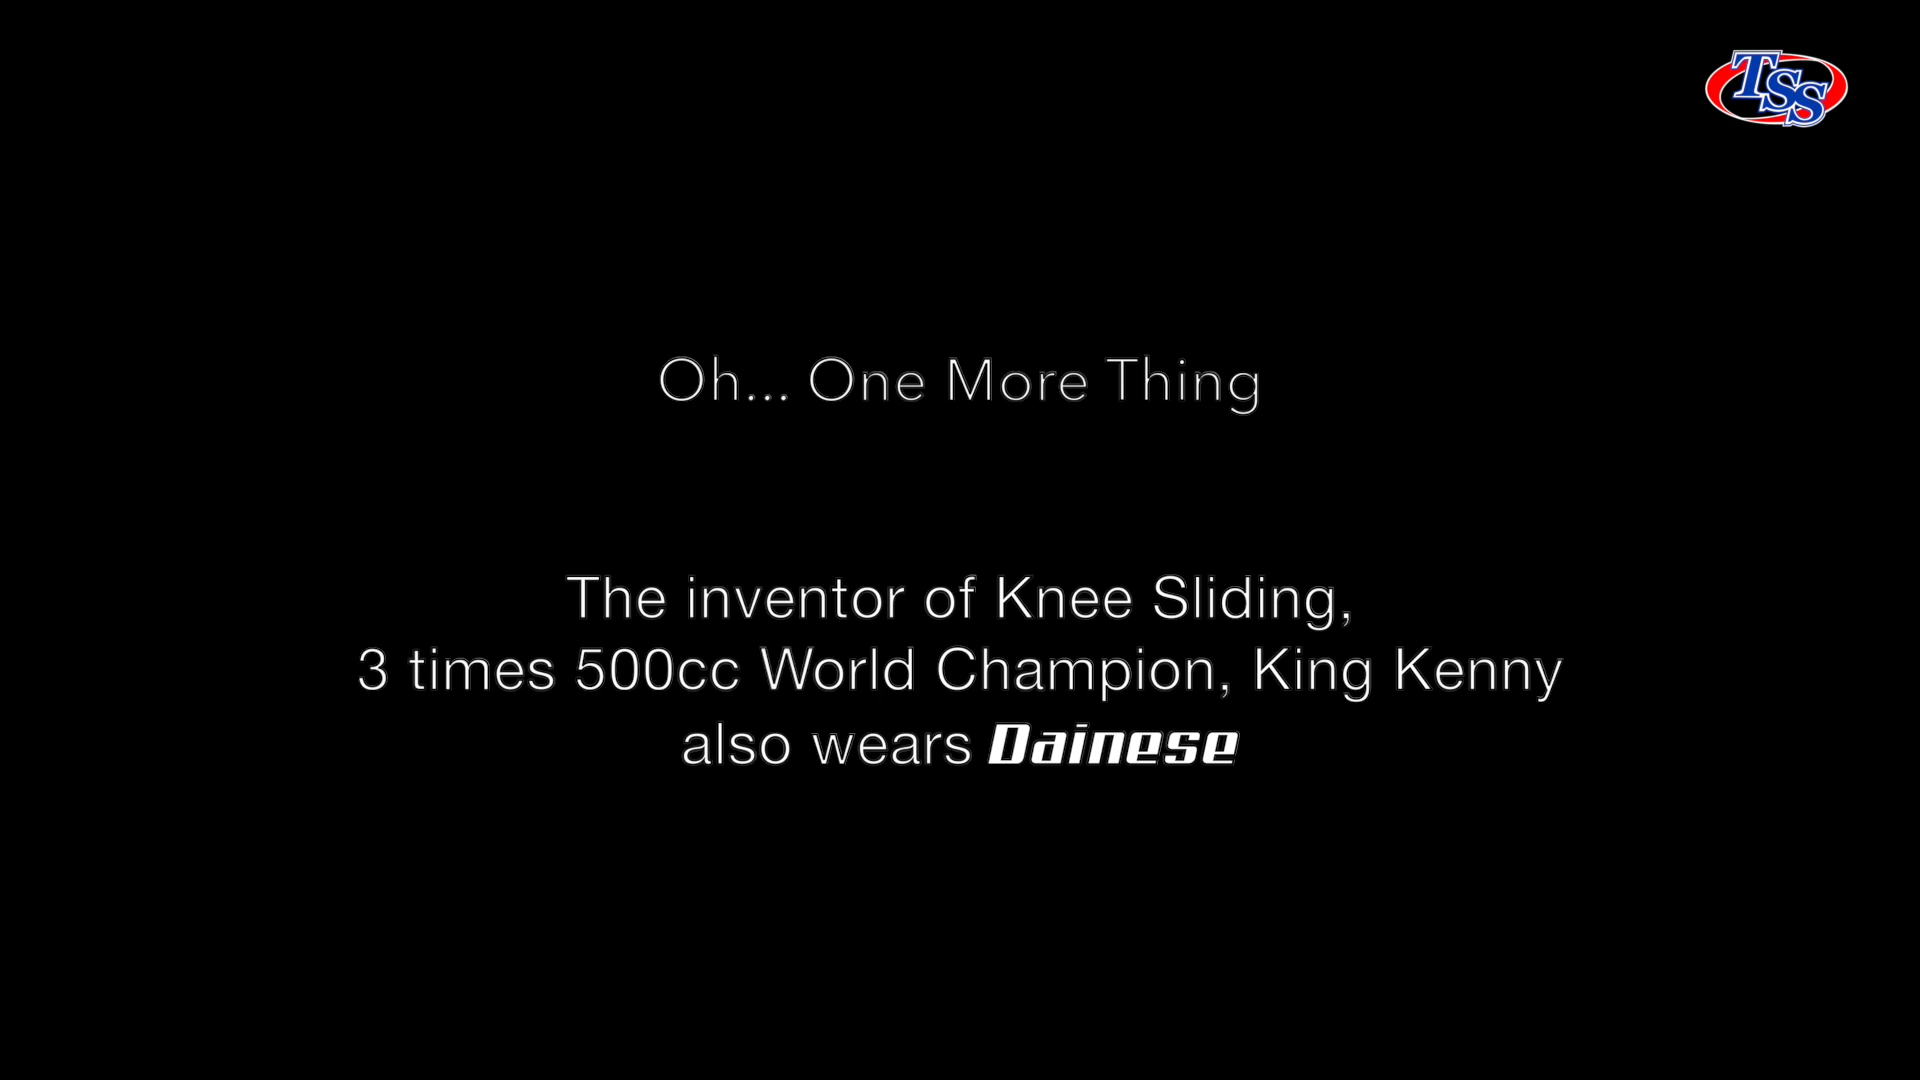 TSS
Oh... One More Thing
The inventor of Knee Sliding,
3 times 500cc World Champion, King Kenny
also wears Dainese